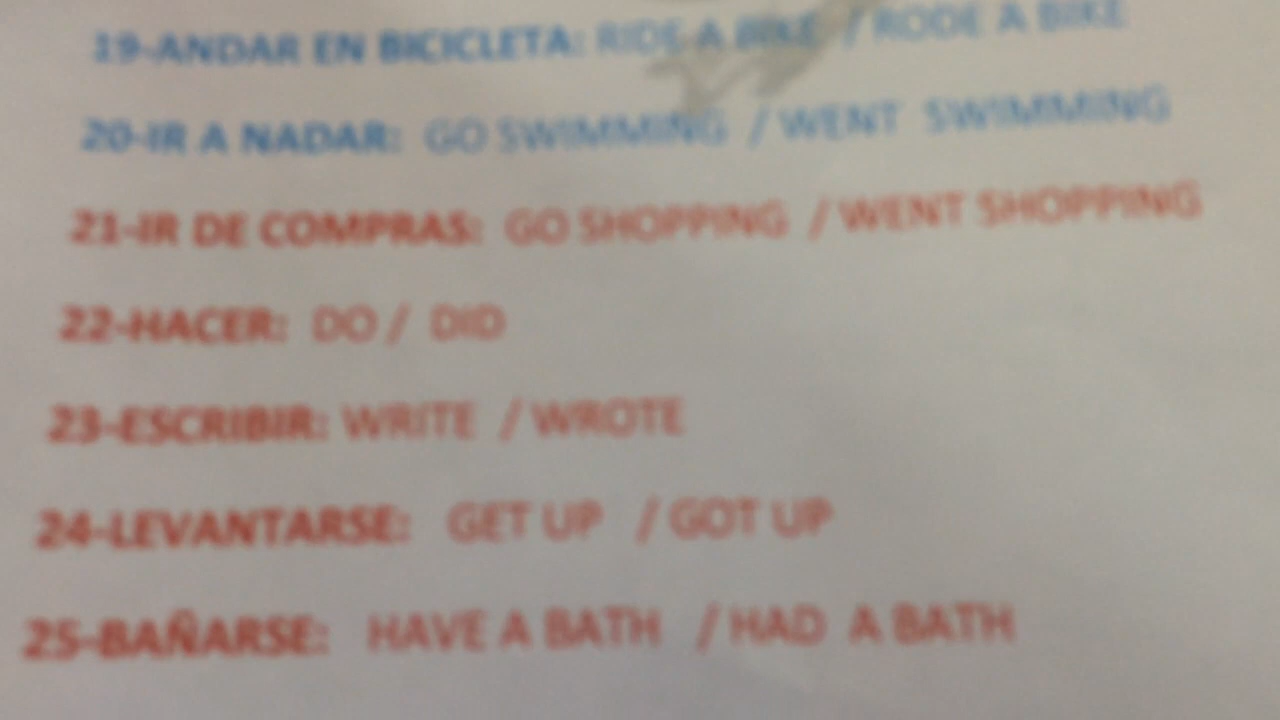 19-ANDAR EN BICICLETA: RIDE A BIKE / RODE A BIKE
20-IR A NADAR: GO SWIMMING / WENT SWIMMING
21-IR DE COMPRAS: GO SHOPPING / WENT SHOPPING
22-HACER: DO / DID
23-ESCRIBIR: WRITE / WROTE
24-LEVANTARSE: GET UP / GOT UP
25-BAÑARSE: HAVE A BATH / HAD A BATH